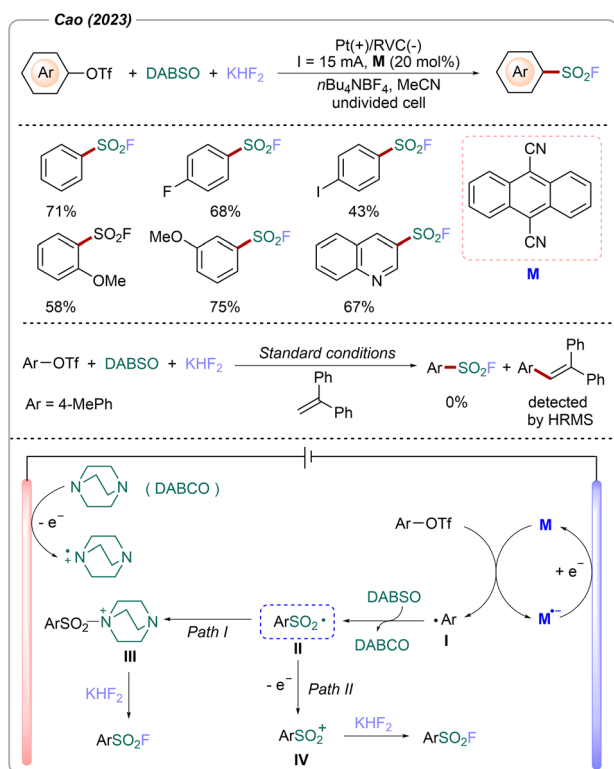 Cao (2023)
Ar OTf + DABSO + KHF2
Pt(+)/RVC(-)
I = 15 mA, M (20 mol%)
nBu4NBF4, MeCN
undivided cell
Ar SO2F
SO2F
71%
F SO2F
68%
I SO2F
43%
SO2F
OMe
58%
MeO SO2F
75%
N SO2F
67%
CN
CN
M
Ar−OTf + DABSO + KHF2
Standard conditions
Ph
Ph
Ar−SO2F + Ar Ph
Ph
Ar = 4-MePh
0%
detected
by HRMS
N N ( DABCO )
- e−
•
+
N N
Ar−OTf
M
+ e−
M•−
•Ar
I
DABSO
DABCO
ArSO2•
II
Path I
ArSO2−N+ N
III
KHF2
ArSO2F
- e− Path II
ArSO2+
IV
KHF2
ArSO2F